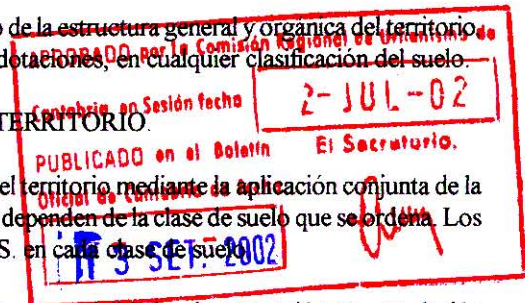 o de la estructura general y orgánica del territorio,
APROBADO por la Comisión Regional de Urbanismo de
dotaciones, en cualquier clasificación del suelo.
Cantabria en Sesión fecha 2-JUL-02
TERRITORIO.
PUBLICADO en el Boletín El Secretario,
el territorio mediante la aplicación conjunta de la
Oficial de Cantabria de fecha
dependen de la clase de suelo que se ordena. Los
S. en cada clase de suelo.
3 SET. 2002